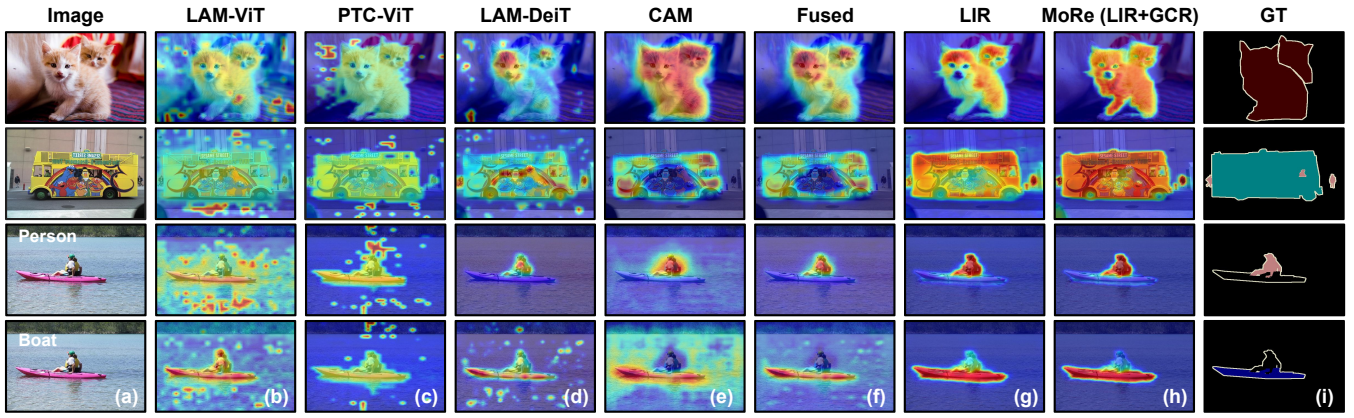 Image LAM-ViT PTC-ViT LAM-DeiT CAM Fused LIR MoRe (LIR+GCR) GT
Person
Boat
(a) (b) (c) (d) (e) (f) (g) (h) (i)